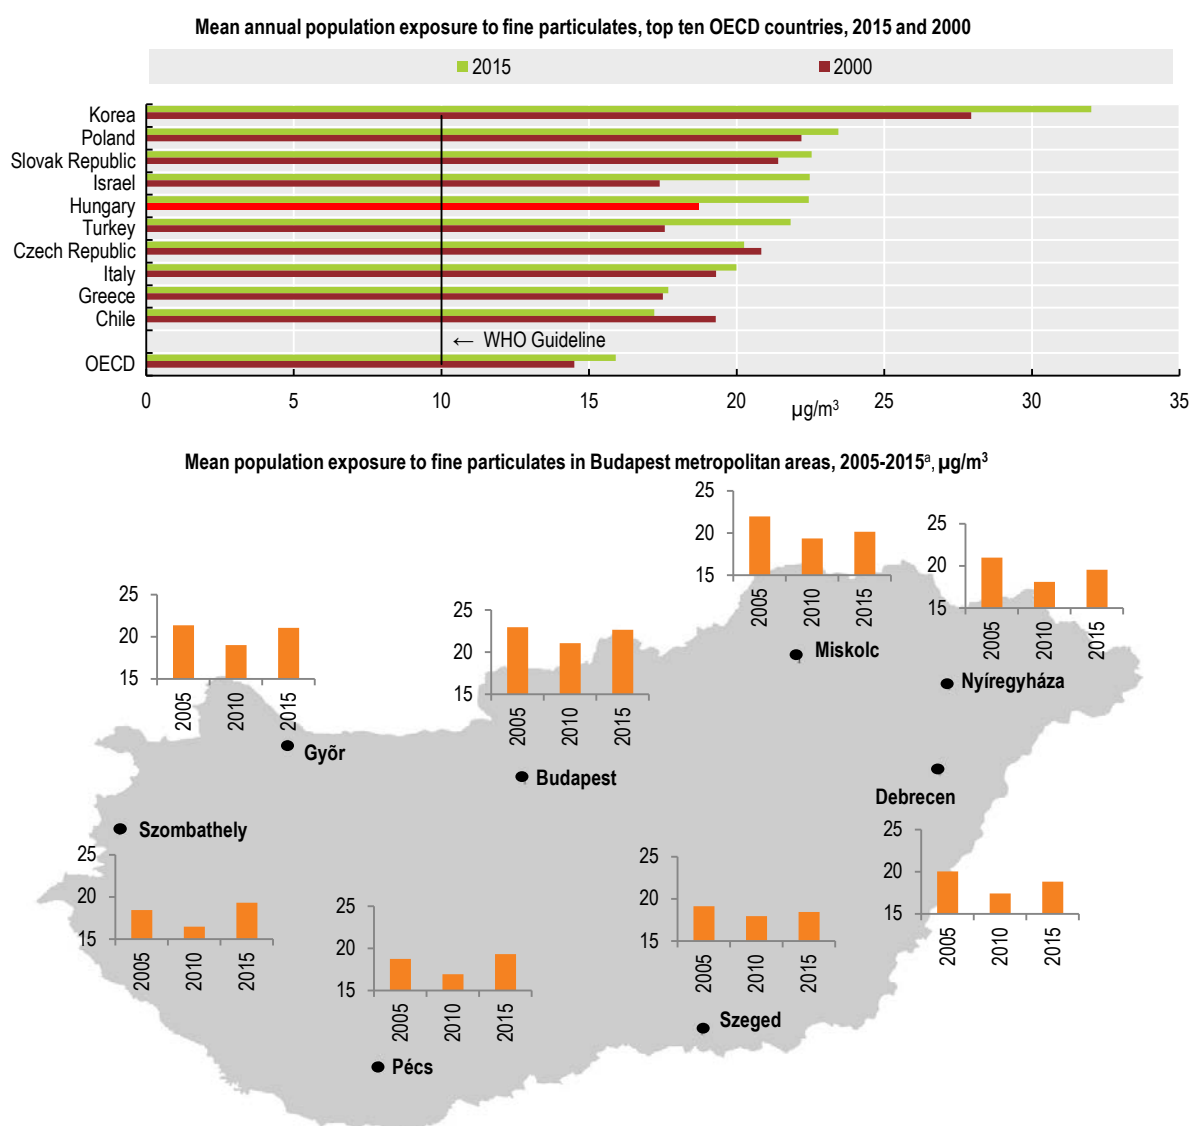 Mean annual population exposure to fine particulates, top ten OECD countries, 2015 and 2000
2015 2000
Korea
Poland
Slovak Republic
Israel
Hungary
Turkey
Czech Republic
Italy
Greece
Chile
← WHO Guideline
OECD
0 5 10 15 20 25 30 35
µg/m³
Mean population exposure to fine particulates in Budapest metropolitan areas, 2005-2015ᵃ, µg/m³
25
20
15
2005 2010 2015
Miskolc
25
20
15
2005 2010 2015
Nyíregyháza
25
20
15
2005 2010 2015
Győr
25
20
15
2005 2010 2015
Budapest
Debrecen
25
20
15
2005 2010 2015
Szombathely
25
20
15
2005 2010 2015
25
20
15
2005 2010 2015
Pécs
25
20
15
2005 2010 2015
Szeged